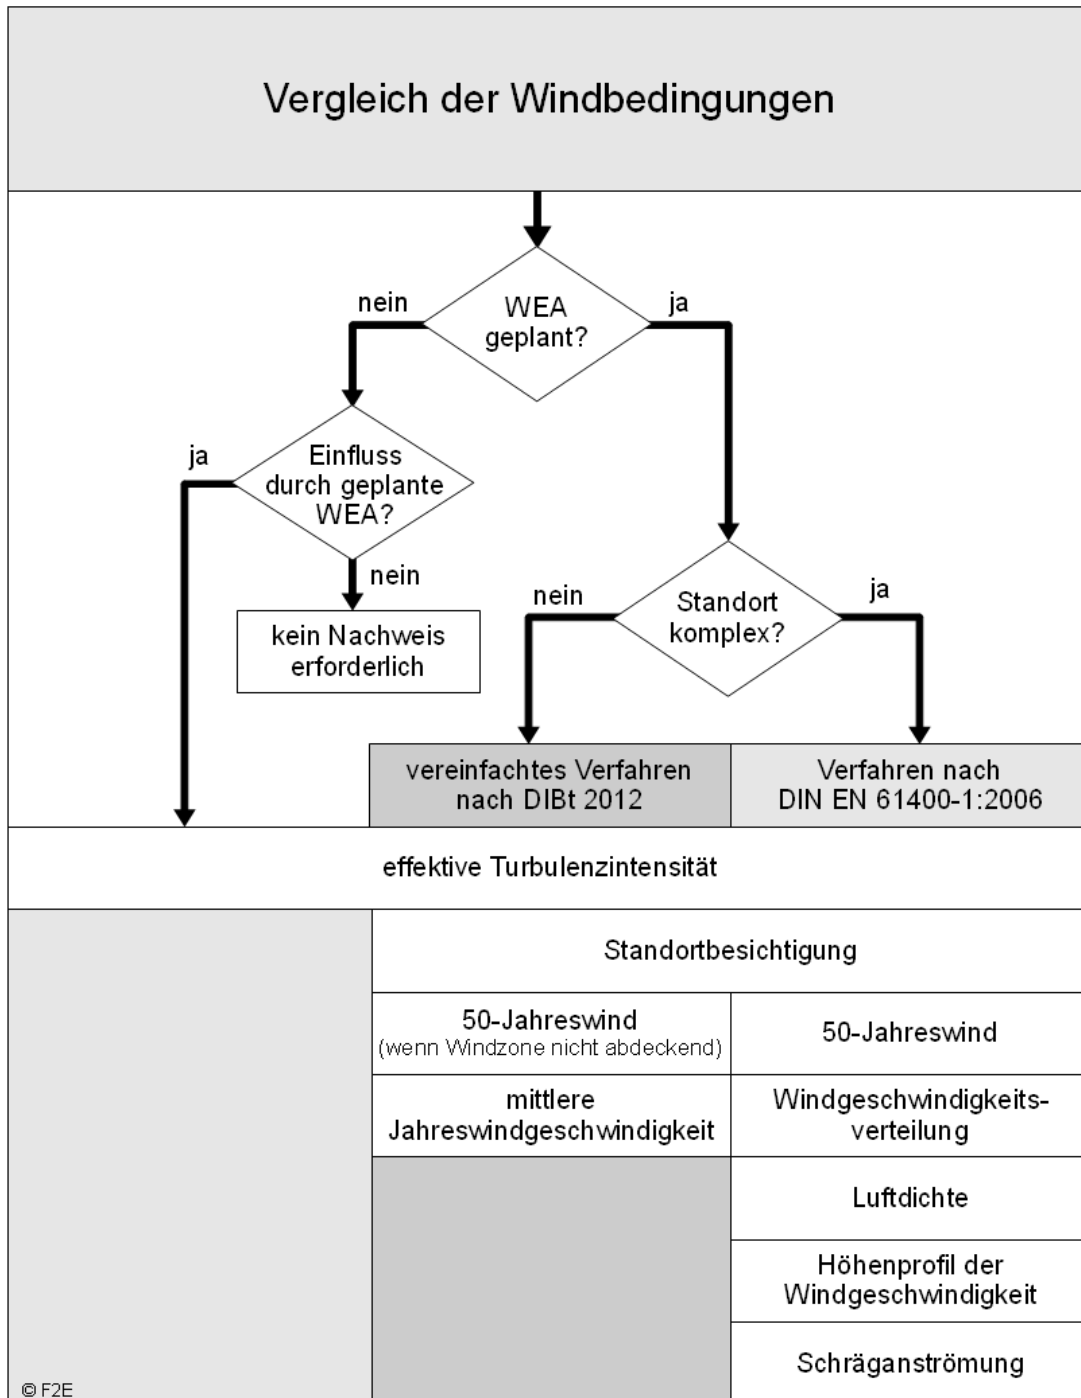 Vergleich der Windbedingungen
nein
WEA
geplant?
ja
ja
Einfluss
durch geplante
WEA?
nein
kein Nachweis
erforderlich
nein
Standort
komplex?
ja
vereinfachtes Verfahren
nach DIBt 2012
Verfahren nach
DIN EN 61400-1:2006
effektive Turbulenzintensität
Standortbesichtigung
50-Jahreswind
(wenn Windzone nicht abdeckend)
50-Jahreswind
mittlere
Jahreswindgeschwindigkeit
Windgeschwindigkeits-
verteilung
Luftdichte
Höhenprofil der
Windgeschwindigkeit
Schräganströmung
© F2E